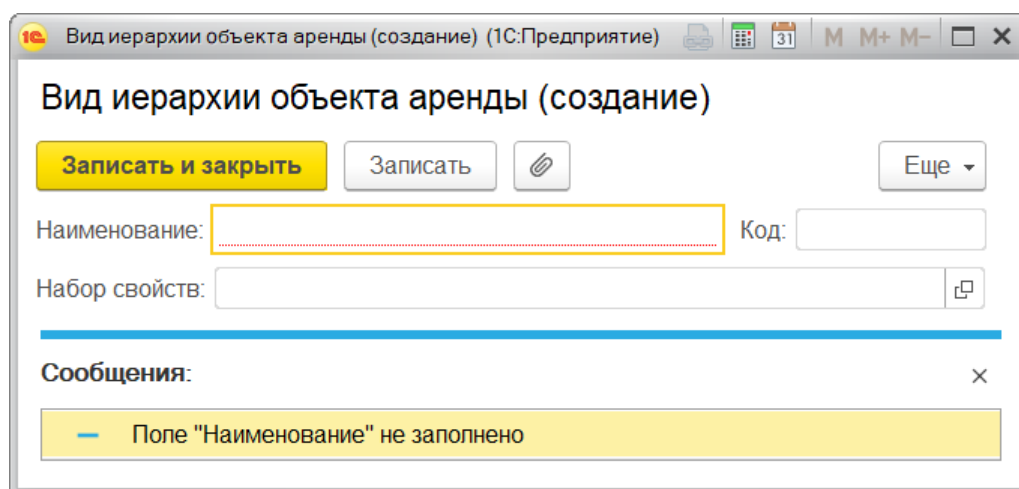 1С Вид иерархии объекта аренды (создание) (1С:Предприятие) 31 M M+ M-
Вид иерархии объекта аренды (создание)
Записать и закрыть Записать Еще
Наименование: Код:
Набор свойств:
Сообщения:
Поле "Наименование" не заполнено